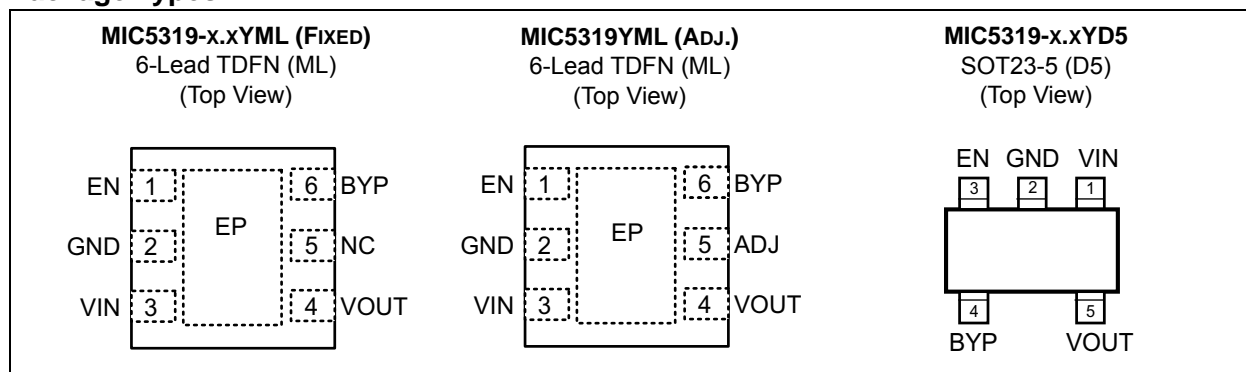 MIC5319-X.XYML (FIXED)
6-Lead TDFN (ML)
(Top View)
EN 1 EP 6 BYP
GND 2 5 NC
VIN 3 4 VOUT
MIC5319YML (ADJ.)
6-Lead TDFN (ML)
(Top View)
EN 1 EP 6 BYP
GND 2 5 ADJ
VIN 3 4 VOUT
MIC5319-X.XYD5
SOT23-5 (D5)
(Top View)
EN GND VIN
3 2 1
4 5
BYP VOUT